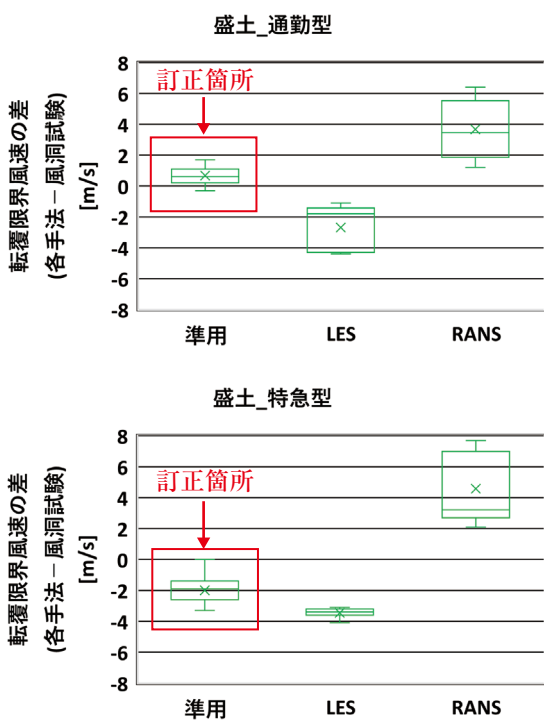 盛土_通勤型
転覆限界風速の差
(各手法－風洞試験)
[m/s]
8
6
4
2
0
-2
-4
-6
-8
訂正箇所
準用
LES
RANS
盛土_特急型
転覆限界風速の差
(各手法－風洞試験)
[m/s]
8
6
4
2
0
-2
-4
-6
-8
訂正箇所
準用
LES
RANS